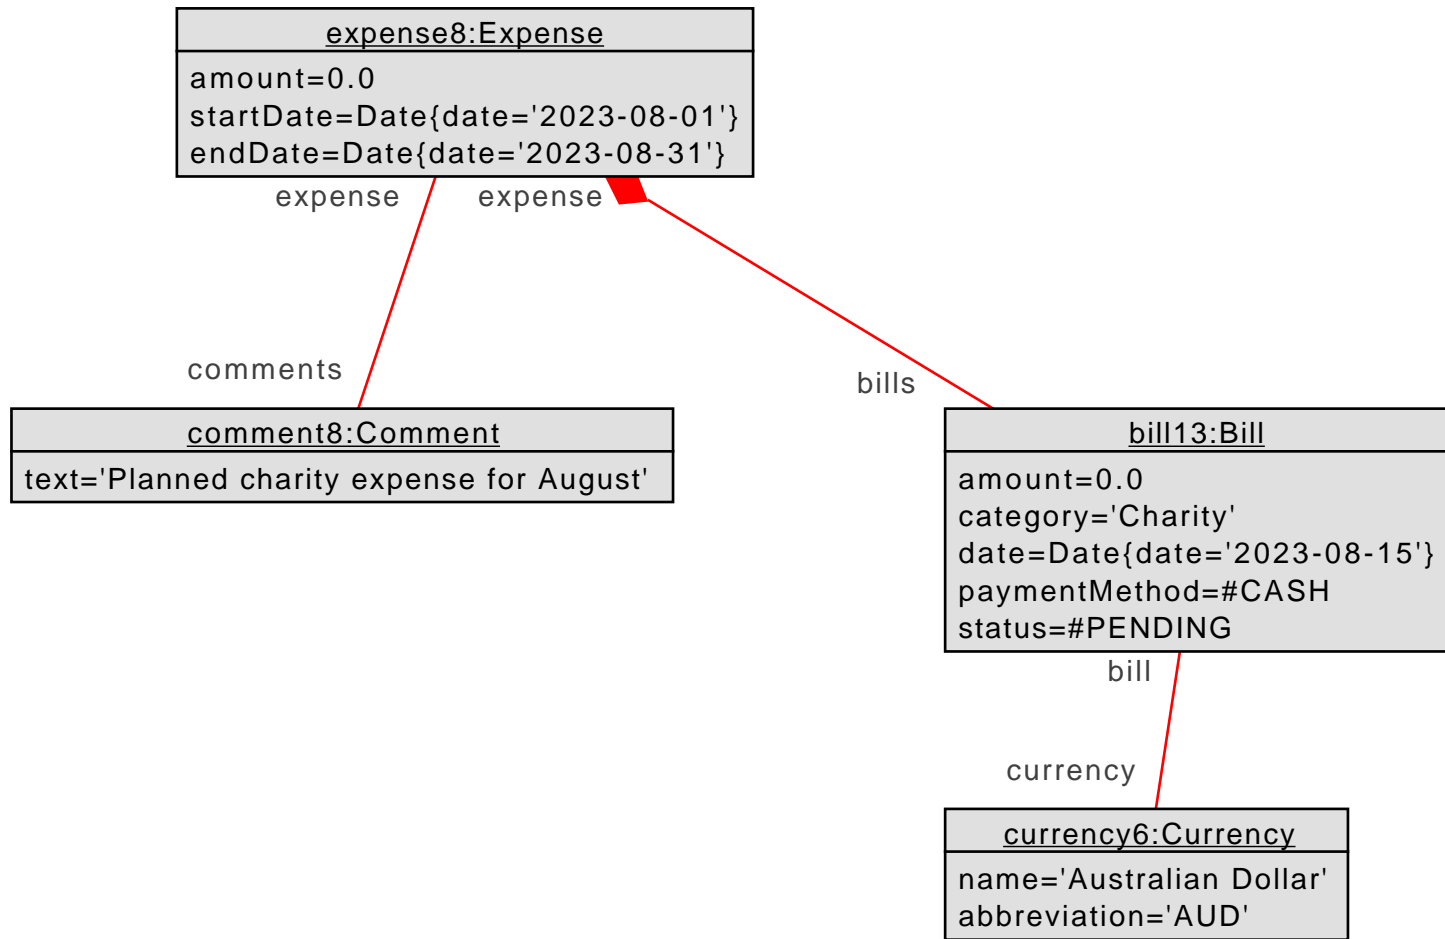 expense8:Expense
amount=0.0
startDate=Date{date='2023-08-01'}
endDate=Date{date='2023-08-31'}
expense
expense
comments
bills
comment8:Comment
text='Planned charity expense for August'
bill13:Bill
amount=0.0
category='Charity'
date=Date{date='2023-08-15'}
paymentMethod=#CASH
status=#PENDING
bill
currency
currency6:Currency
name='Australian Dollar'
abbreviation='AUD'